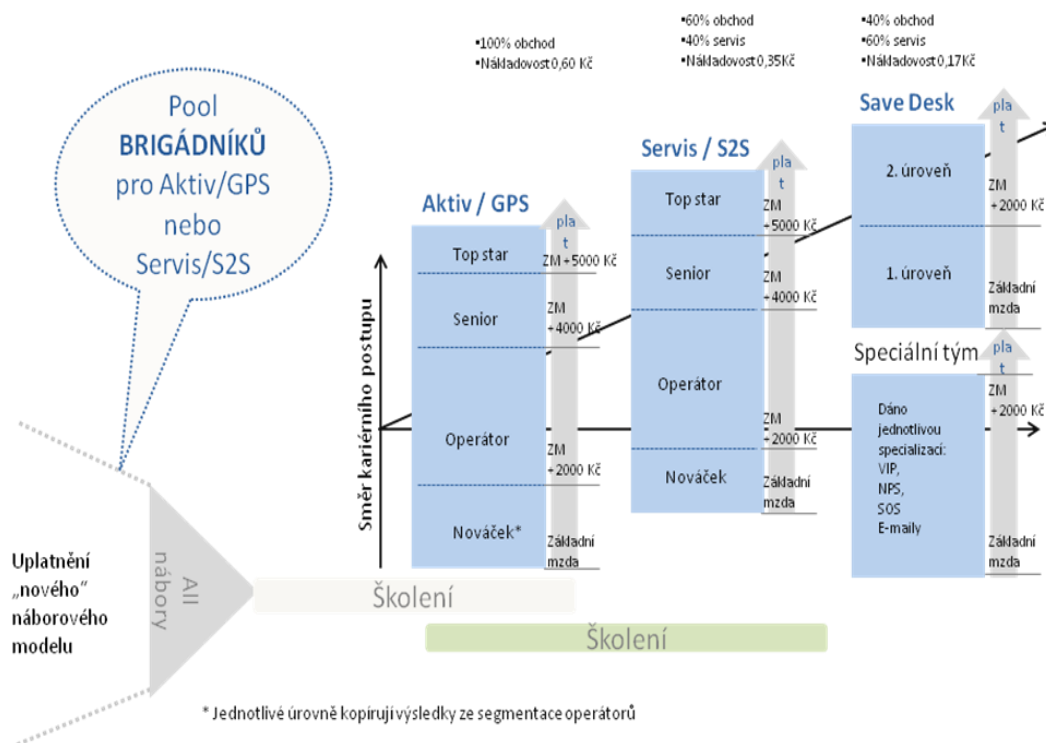 ▪100% obchod
▪Nákladovost 0,60 Kč
▪60% obchod
▪40% servis
▪Nákladovost 0,35Kč
▪40% obchod
▪60% servis
▪Nákladovost 0,17Kč
Pool
BRIGÁDNÍKŮ
pro Aktiv/GPS
nebo
Servis/S2S
Směr kariérního postupu
Aktiv / GPS
Top star
Senior
Operátor
Nováček*
pla
t
ZM +5000 Kč
ZM
+4000 Kč
ZM
+2000 Kč
Základní
mzda
Servis / S2S
Top star
Senior
Operátor
Nováček
pla
t
ZM
+5000 Kč
ZM
+4000 Kč
ZM
+2000 Kč
Základní
mzda
Save Desk
2. úroveň
1. úroveň
pla
t
ZM
+2000 Kč
Základní
mzda
Speciální tým
Dáno
jednotlivou
specializací:
VIP,
NPS,
SOS
E-maily
pla
t
ZM
+2000 Kč
Základní
mzda
Uplatnění
„nového“
náborového
modelu
All
nábory
Školení
Školení
* Jednotlivé úrovně kopírují výsledky ze segmentace operátorů